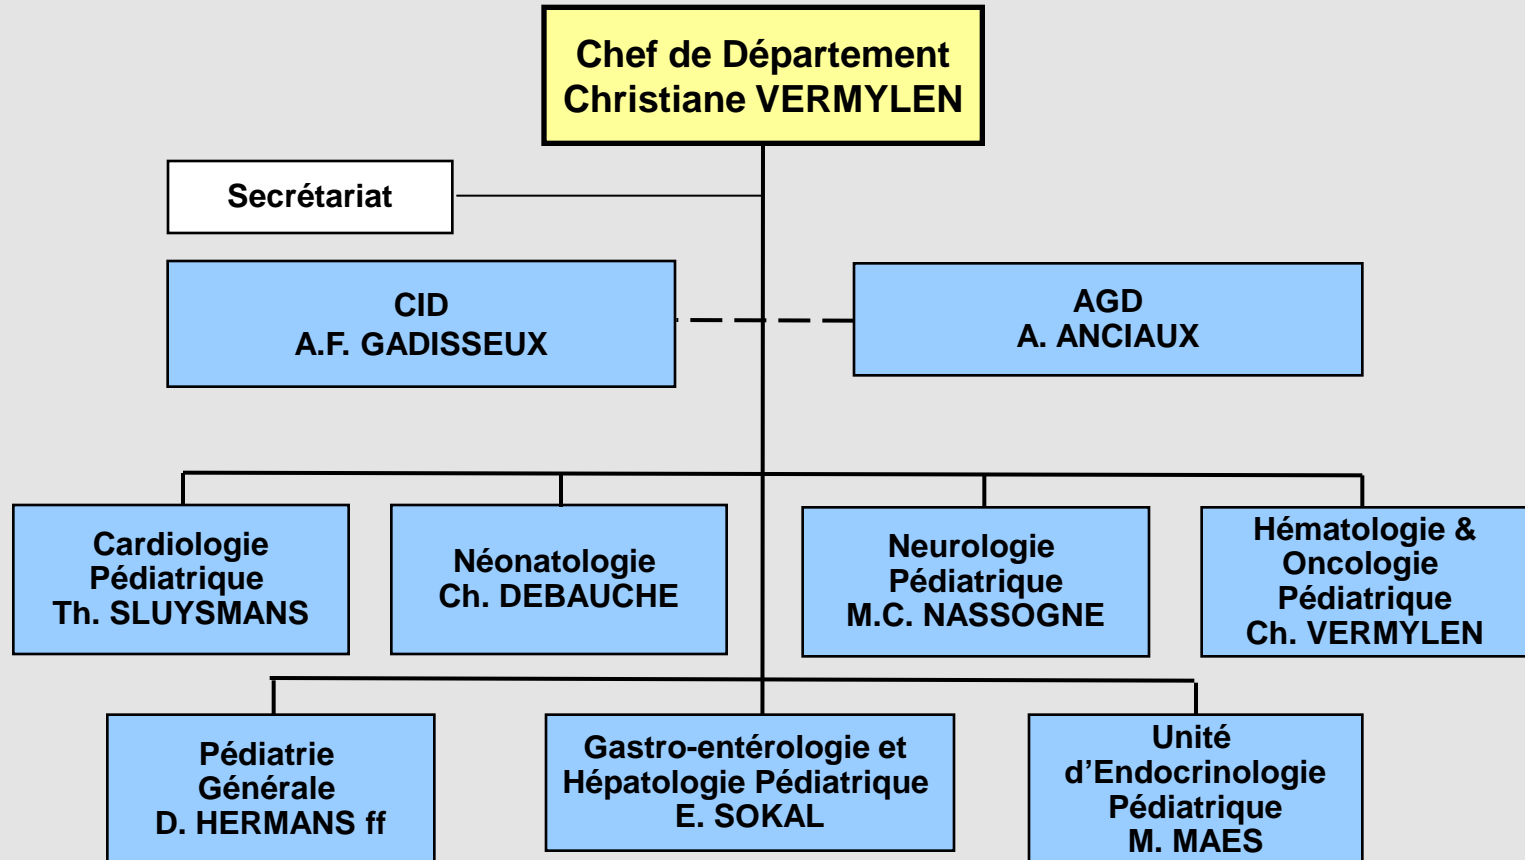 Chef de Département
Christiane VERMYLEN
Secrétariat
CID
A.F. GADISSEUX
AGD
A. ANCIAUX
Cardiologie
Pédiatrique
Th. SLUYSMANS
Néonatologie
Ch. DEBAUCHE
Neurologie
Pédiatrique
M.C. NASSOGNE
Hématologie &
Oncologie
Pédiatrique
Ch. VERMYLEN
Pédiatrie
Générale
D. HERMANS ff
Gastro-entérologie et
Hépatologie Pédiatrique
E. SOKAL
Unité
d’Endocrinologie
Pédiatrique
M. MAES